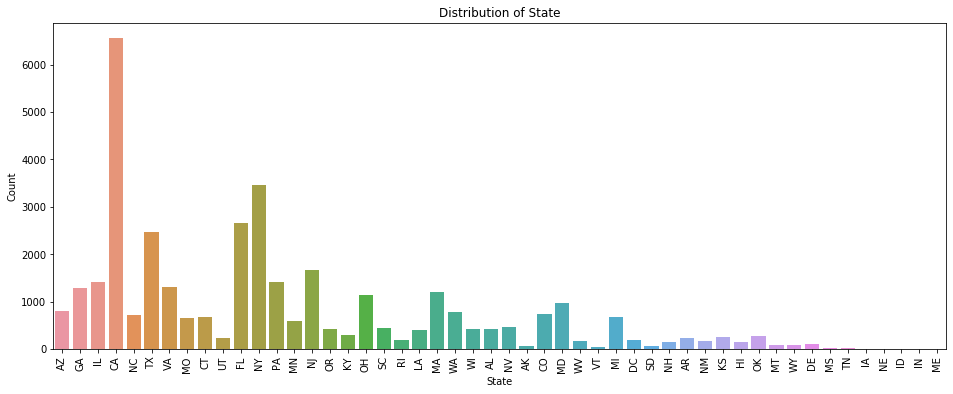 Distribution of State
Count
6000
5000
4000
3000
2000
1000
0
AZ GA IL CA NC TX VA MO CT UT FL NY PA MN NJ OR KY OH SC RI LA MA WA WI AL NV AK CO MD WV VT MI DC SD NH AR NM KS HI OK MT WY DE MS TN IA NE ID IN ME
State